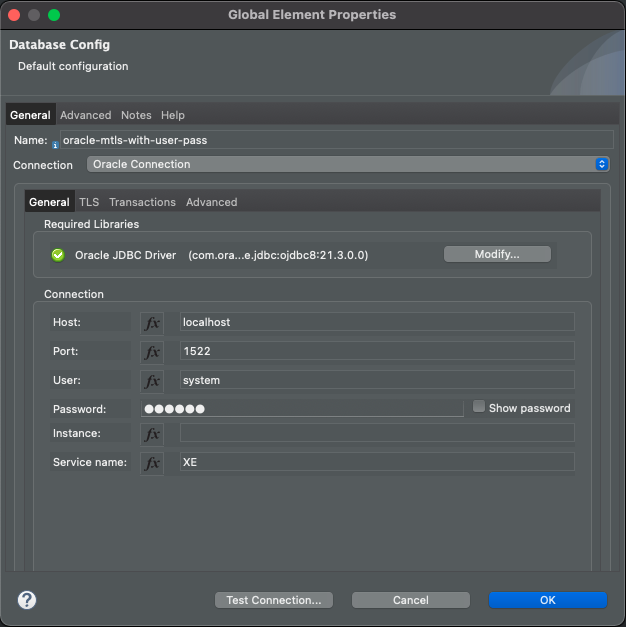 Global Element Properties
Database Config
Default configuration
General Advanced Notes Help
Name: oracle-mtls-with-user-pass
Connection Oracle Connection
General TLS Transactions Advanced
Required Libraries
Oracle JDBC Driver (com.ora...e.jdbc:ojdbc8:21.3.0.0) Modify...
Connection
Host: fx localhost
Port: fx 1522
User: fx system
Password: ●●●●●● Show password
Instance: fx
Service name: fx XE
? Test Connection... Cancel OK